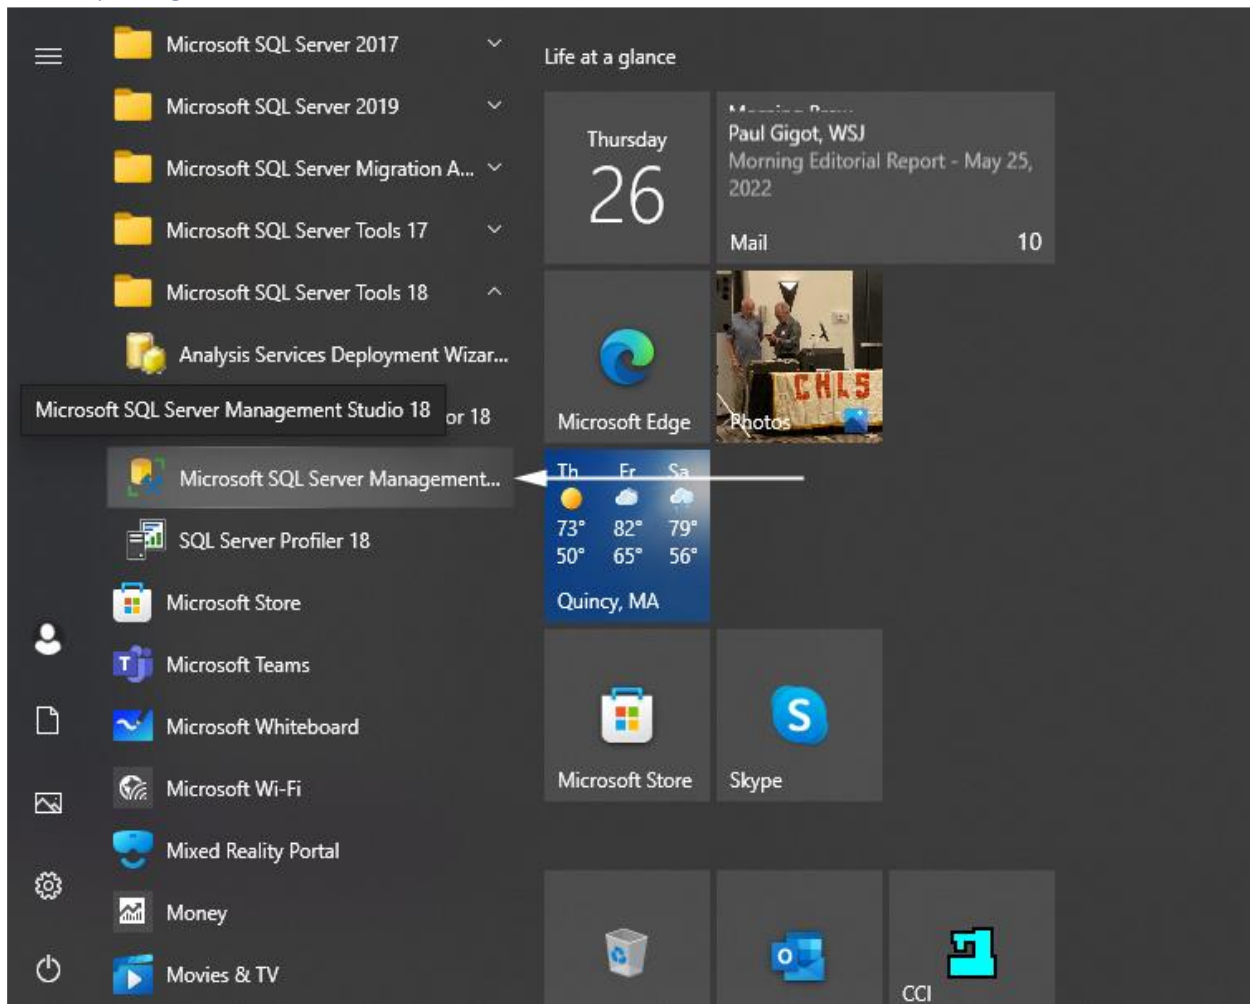 Microsoft SQL Server 2017
Microsoft SQL Server 2019
Microsoft SQL Server Migration A...
Microsoft SQL Server Tools 17
Microsoft SQL Server Tools 18
Analysis Services Deployment Wizar...
Microsoft SQL Server Management Studio 18
or 18
Microsoft SQL Server Management...
SQL Server Profiler 18
Microsoft Store
Microsoft Teams
Microsoft Whiteboard
Microsoft Wi-Fi
Mixed Reality Portal
Money
Movies & TV
Life at a glance
Thursday
26
Morning Brew
Paul Gigot, WSJ
Morning Editorial Report - May 25,
2022
Mail 10
Microsoft Edge
CHLS
Photos
Th Fr Sa
73° 82° 79°
50° 65° 56°
Quincy, MA
Microsoft Store
Skype
CCI